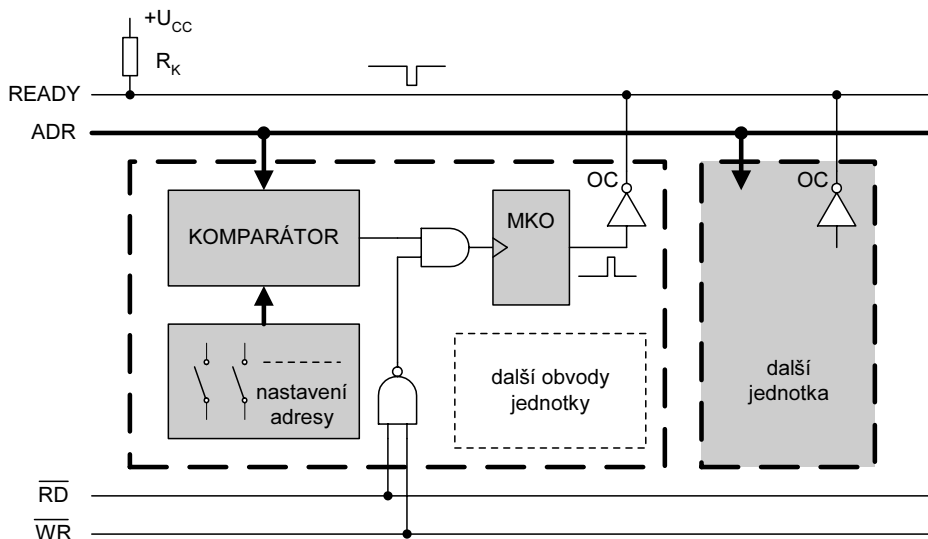 +U_CC
R_K
READY
ADR
OC
OC
KOMPARÁTOR
MKO
nastavení
adresy
další obvody
jednotky
další
jednotka
RD
WR